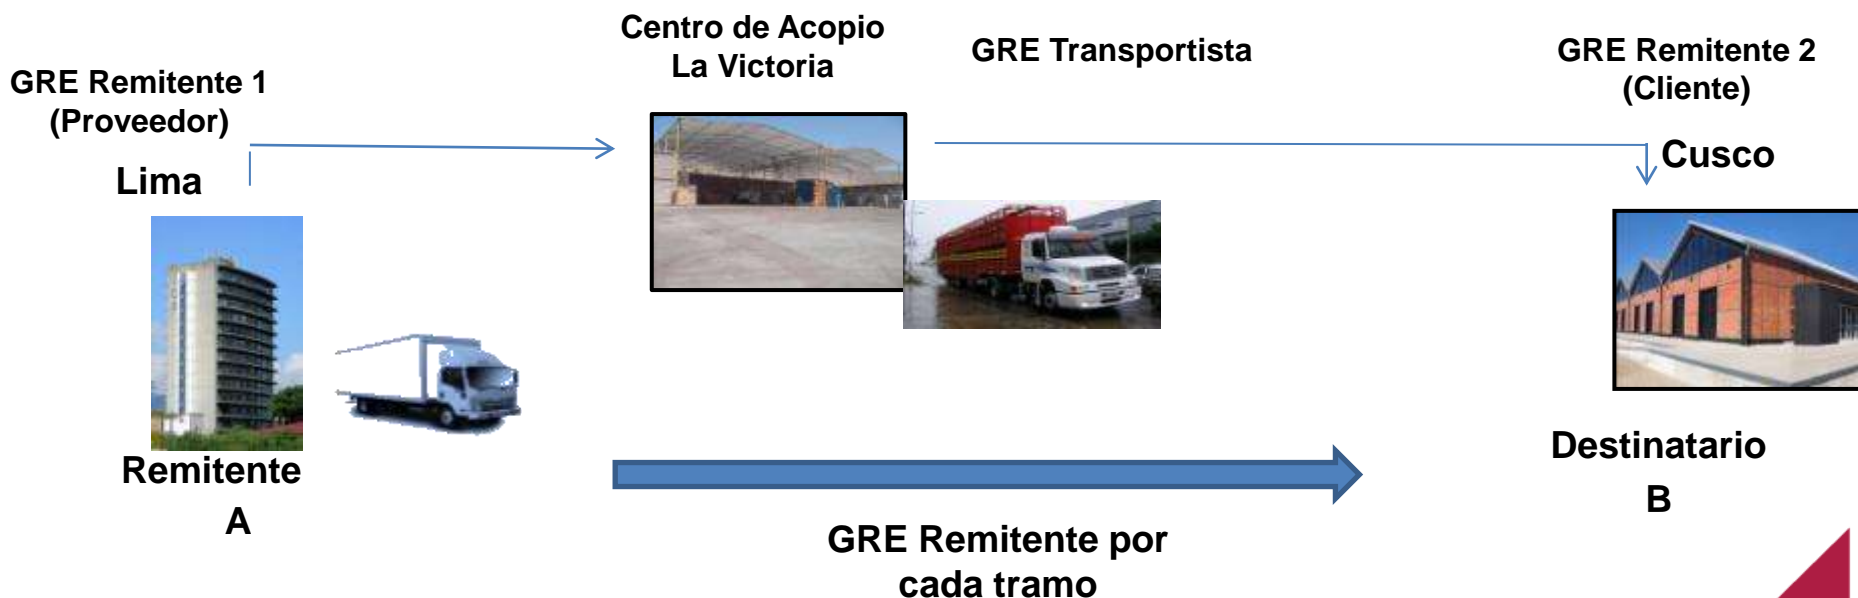 GRE Remitente 1
(Proveedor)
Lima
Centro de Acopio
La Victoria
GRE Transportista
GRE Remitente 2
(Cliente)
Cusco
Remitente
A
Destinatario
B
GRE Remitente por
cada tramo